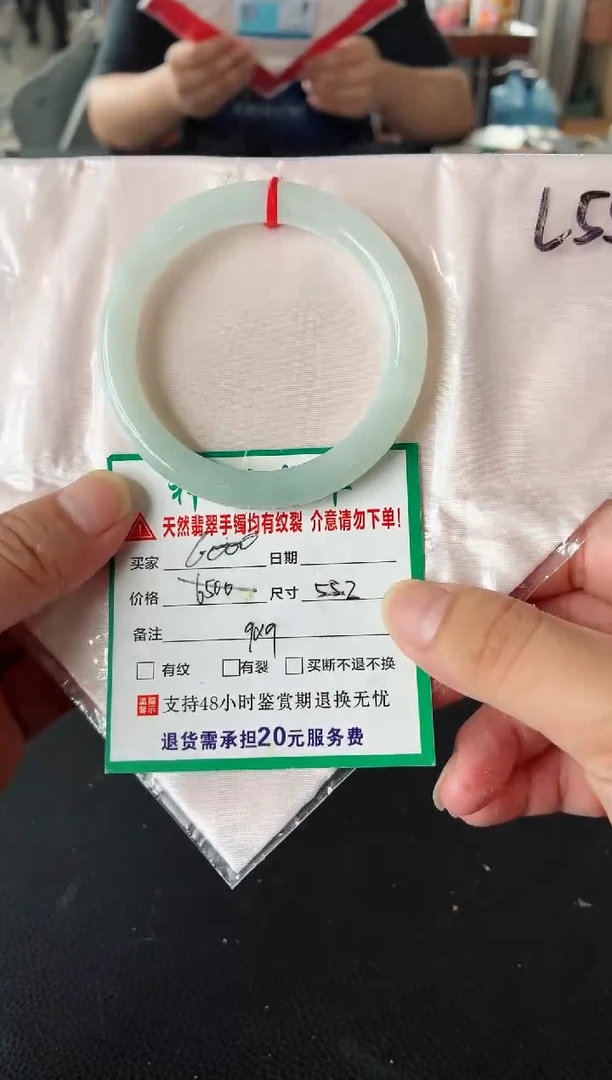 天然翡翠手镯均有纹裂 介意请勿下单!
买家 6000 日期
价格 6500 尺寸 55.2
备注 9x9
有纹 有裂 买断不退不换
温馨提示 支持48小时鉴赏期退换无忧
退货需承担20元服务费